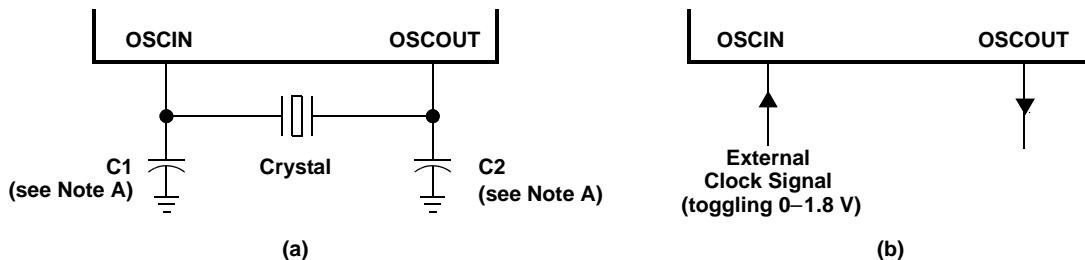 OSCIN OSCOUT
C1
(see Note A)
Crystal
C2
(see Note A)
(a)
OSCIN OSCOUT
External
Clock Signal
(toggling 0–1.8 V)
(b)